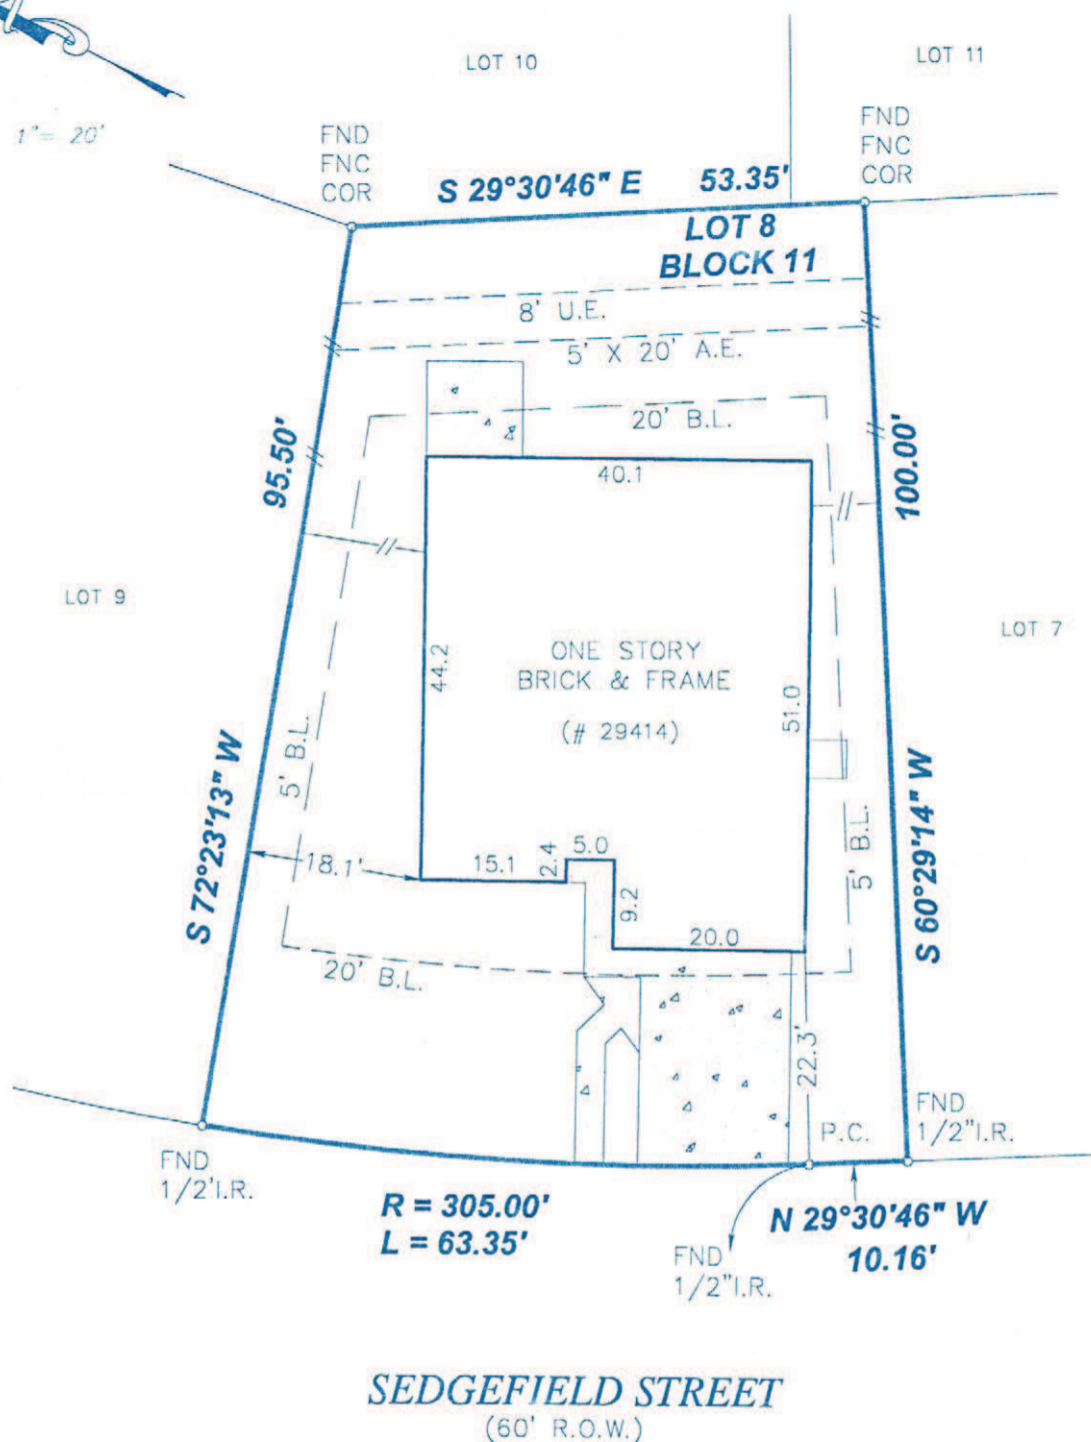 LOT 10
LOT 11
1"= 20'
FND
FNC
COR
FND
FNC
COR
S 29°30'46" E 53.35'
LOT 8
BLOCK 11
8' U.E.
5' X 20' A.E.
20' B.L.
95.50'
100.00'
40.1
LOT 9
LOT 7
ONE STORY
BRICK & FRAME
(# 29414)
44.2
51.0
5' B.L.
S 72°23'13" W
S 60°29'14" W
5' B.L.
18.1'
15.1
2.4
5.0
9.2
20.0
20' B.L.
22.3'
P.C.
FND
1/2"I.R.
FND
1/2'I.R.
R = 305.00'
L = 63.35'
N 29°30'46" W
10.16'
FND
1/2"I.R.
SEDGEFIELD STREET
(60' R.O.W.)